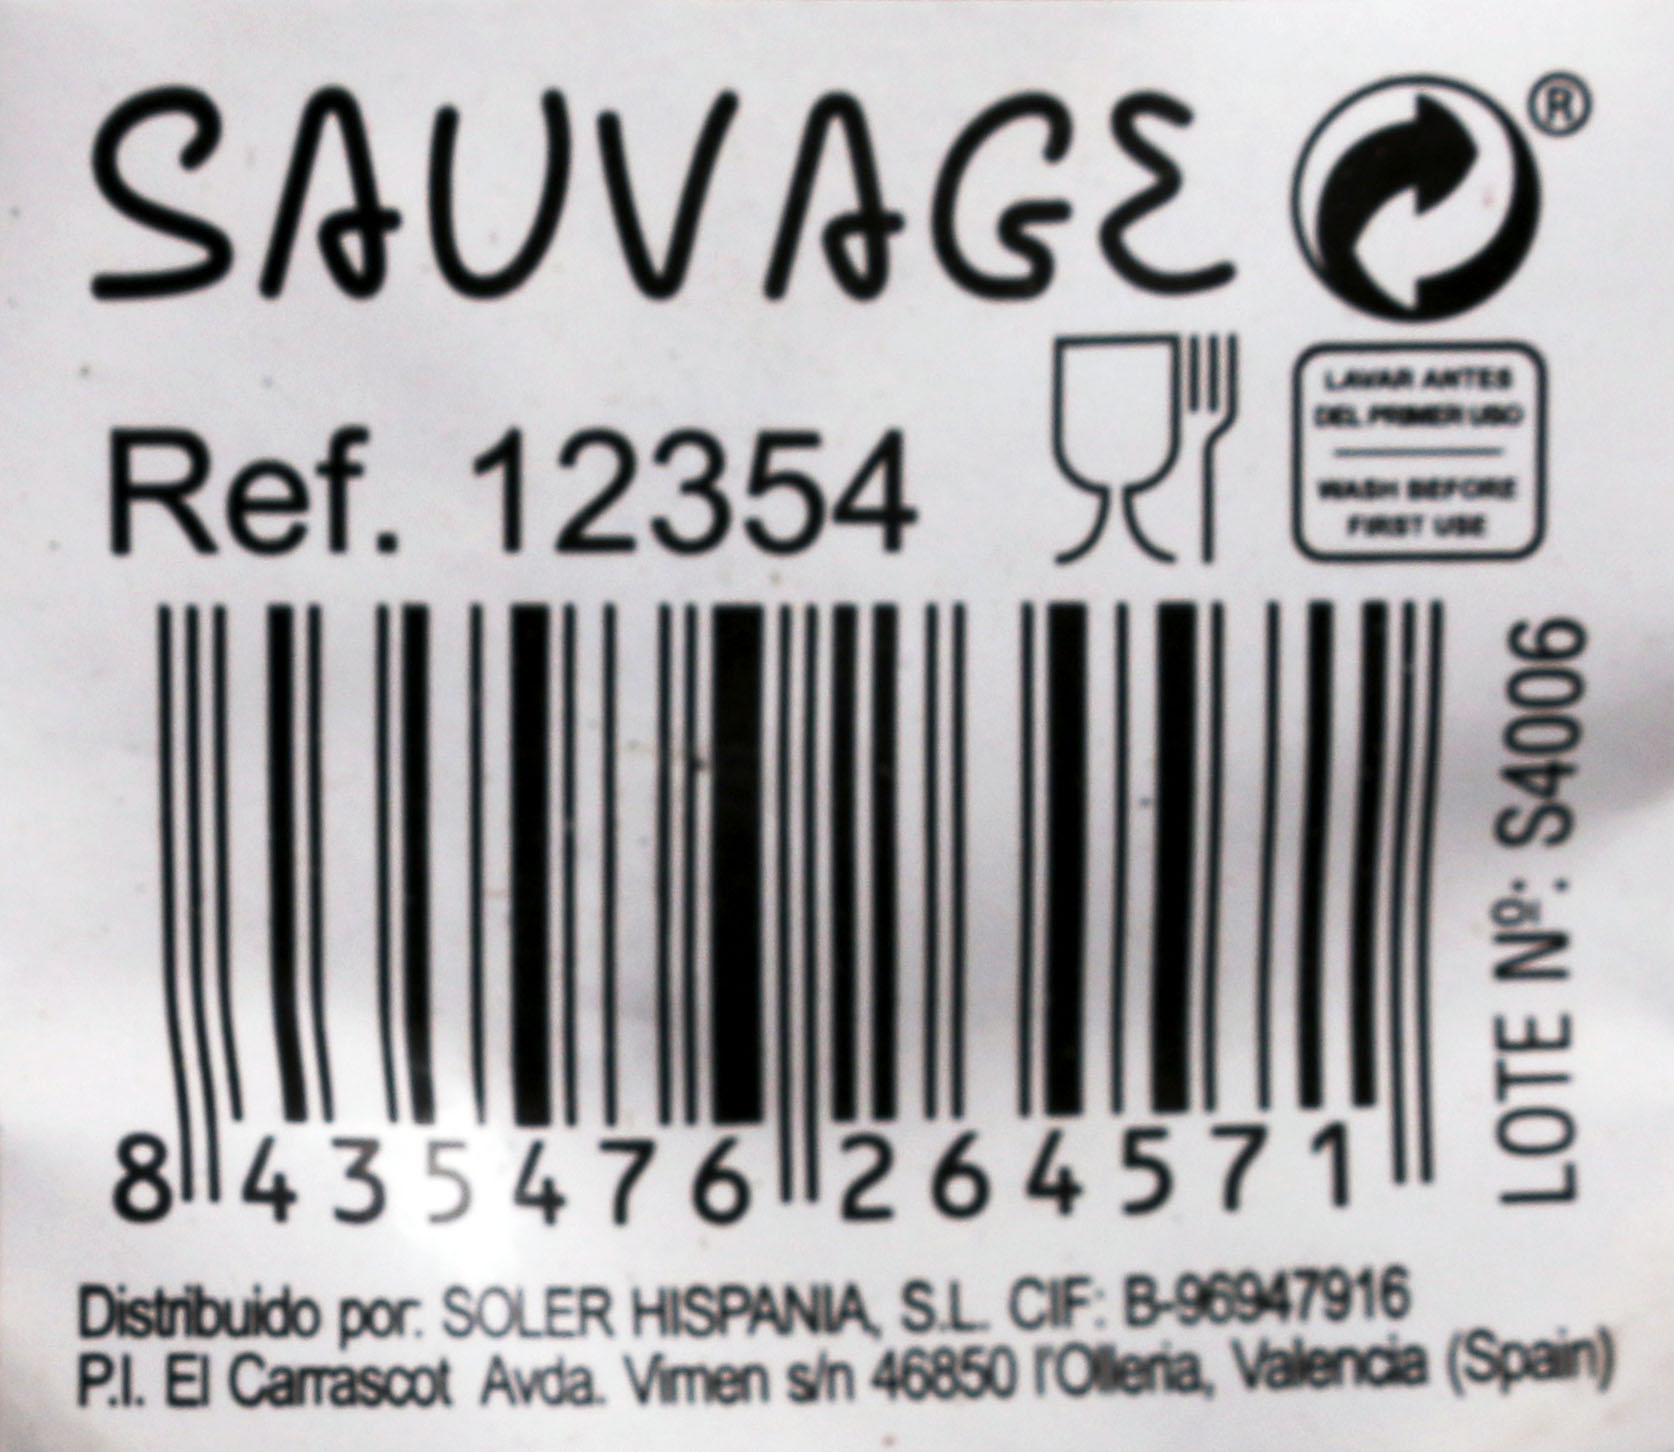 SAUVAGE ®
Ref. 12354
LAVAR ANTES
DEL PRIMER USO
WASH BEFORE
FIRST USE
8 435476 264571
LOTE Nº: S4006
Distribuido por: SOLER HISPANIA, S.L. CIF: B-96947916
P.I. El Carrascot Avda. Vimen s/n 46850 l'Olleria, Valencia (Spain)